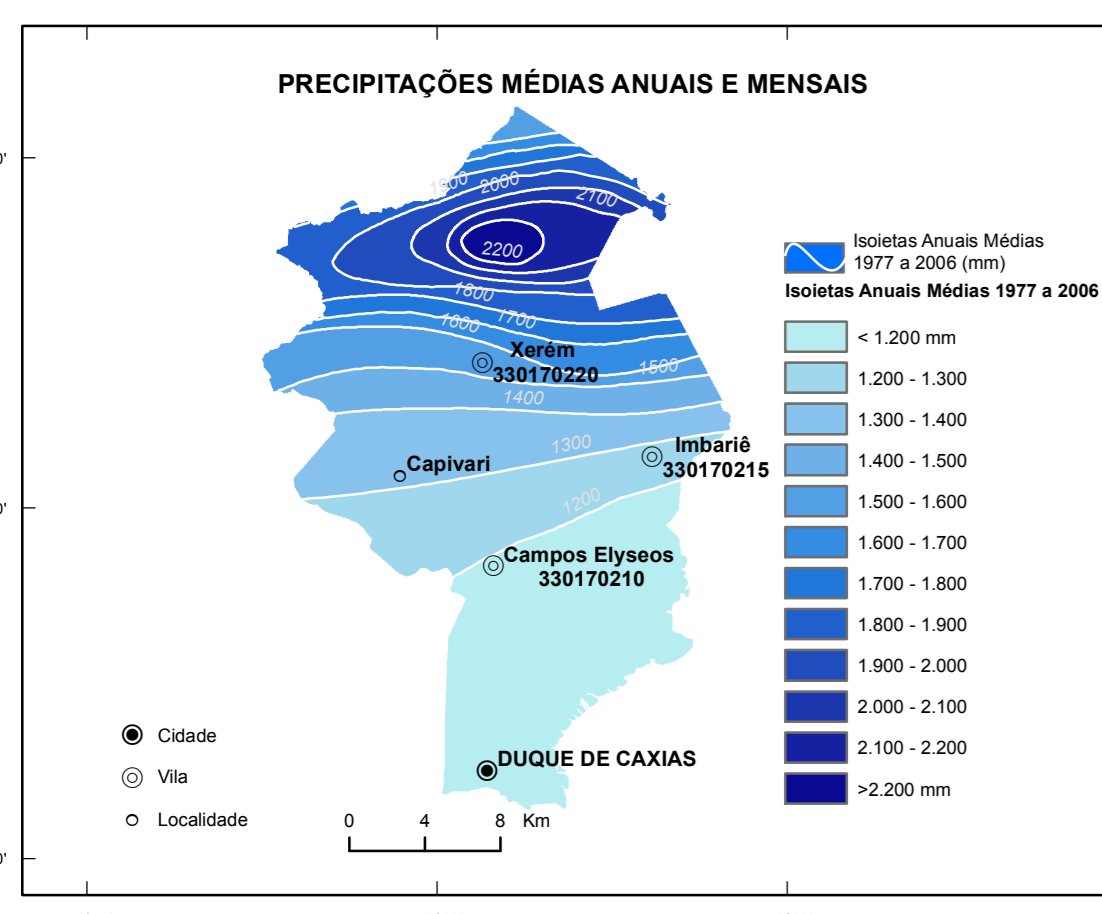 PRECIPITAÇÕES MÉDIAS ANUAIS E MENSAIS
1900
2000
2100
2200
1800
1700
1600
Xerém
330170220
1500
1400
1300
Imbariê
330170215
Capivari
1200
Campos Elyseos
330170210
DUQUE DE CAXIAS
Isoietas Anuais Médias
1977 a 2006 (mm)
Isoietas Anuais Médias 1977 a 2006
< 1.200 mm
1.200 - 1.300
1.300 - 1.400
1.400 - 1.500
1.500 - 1.600
1.600 - 1.700
1.700 - 1.800
1.800 - 1.900
1.900 - 2.000
2.000 - 2.100
2.100 - 2.200
>2.200 mm
Cidade
Vila
Localidade
0 4 8 Km